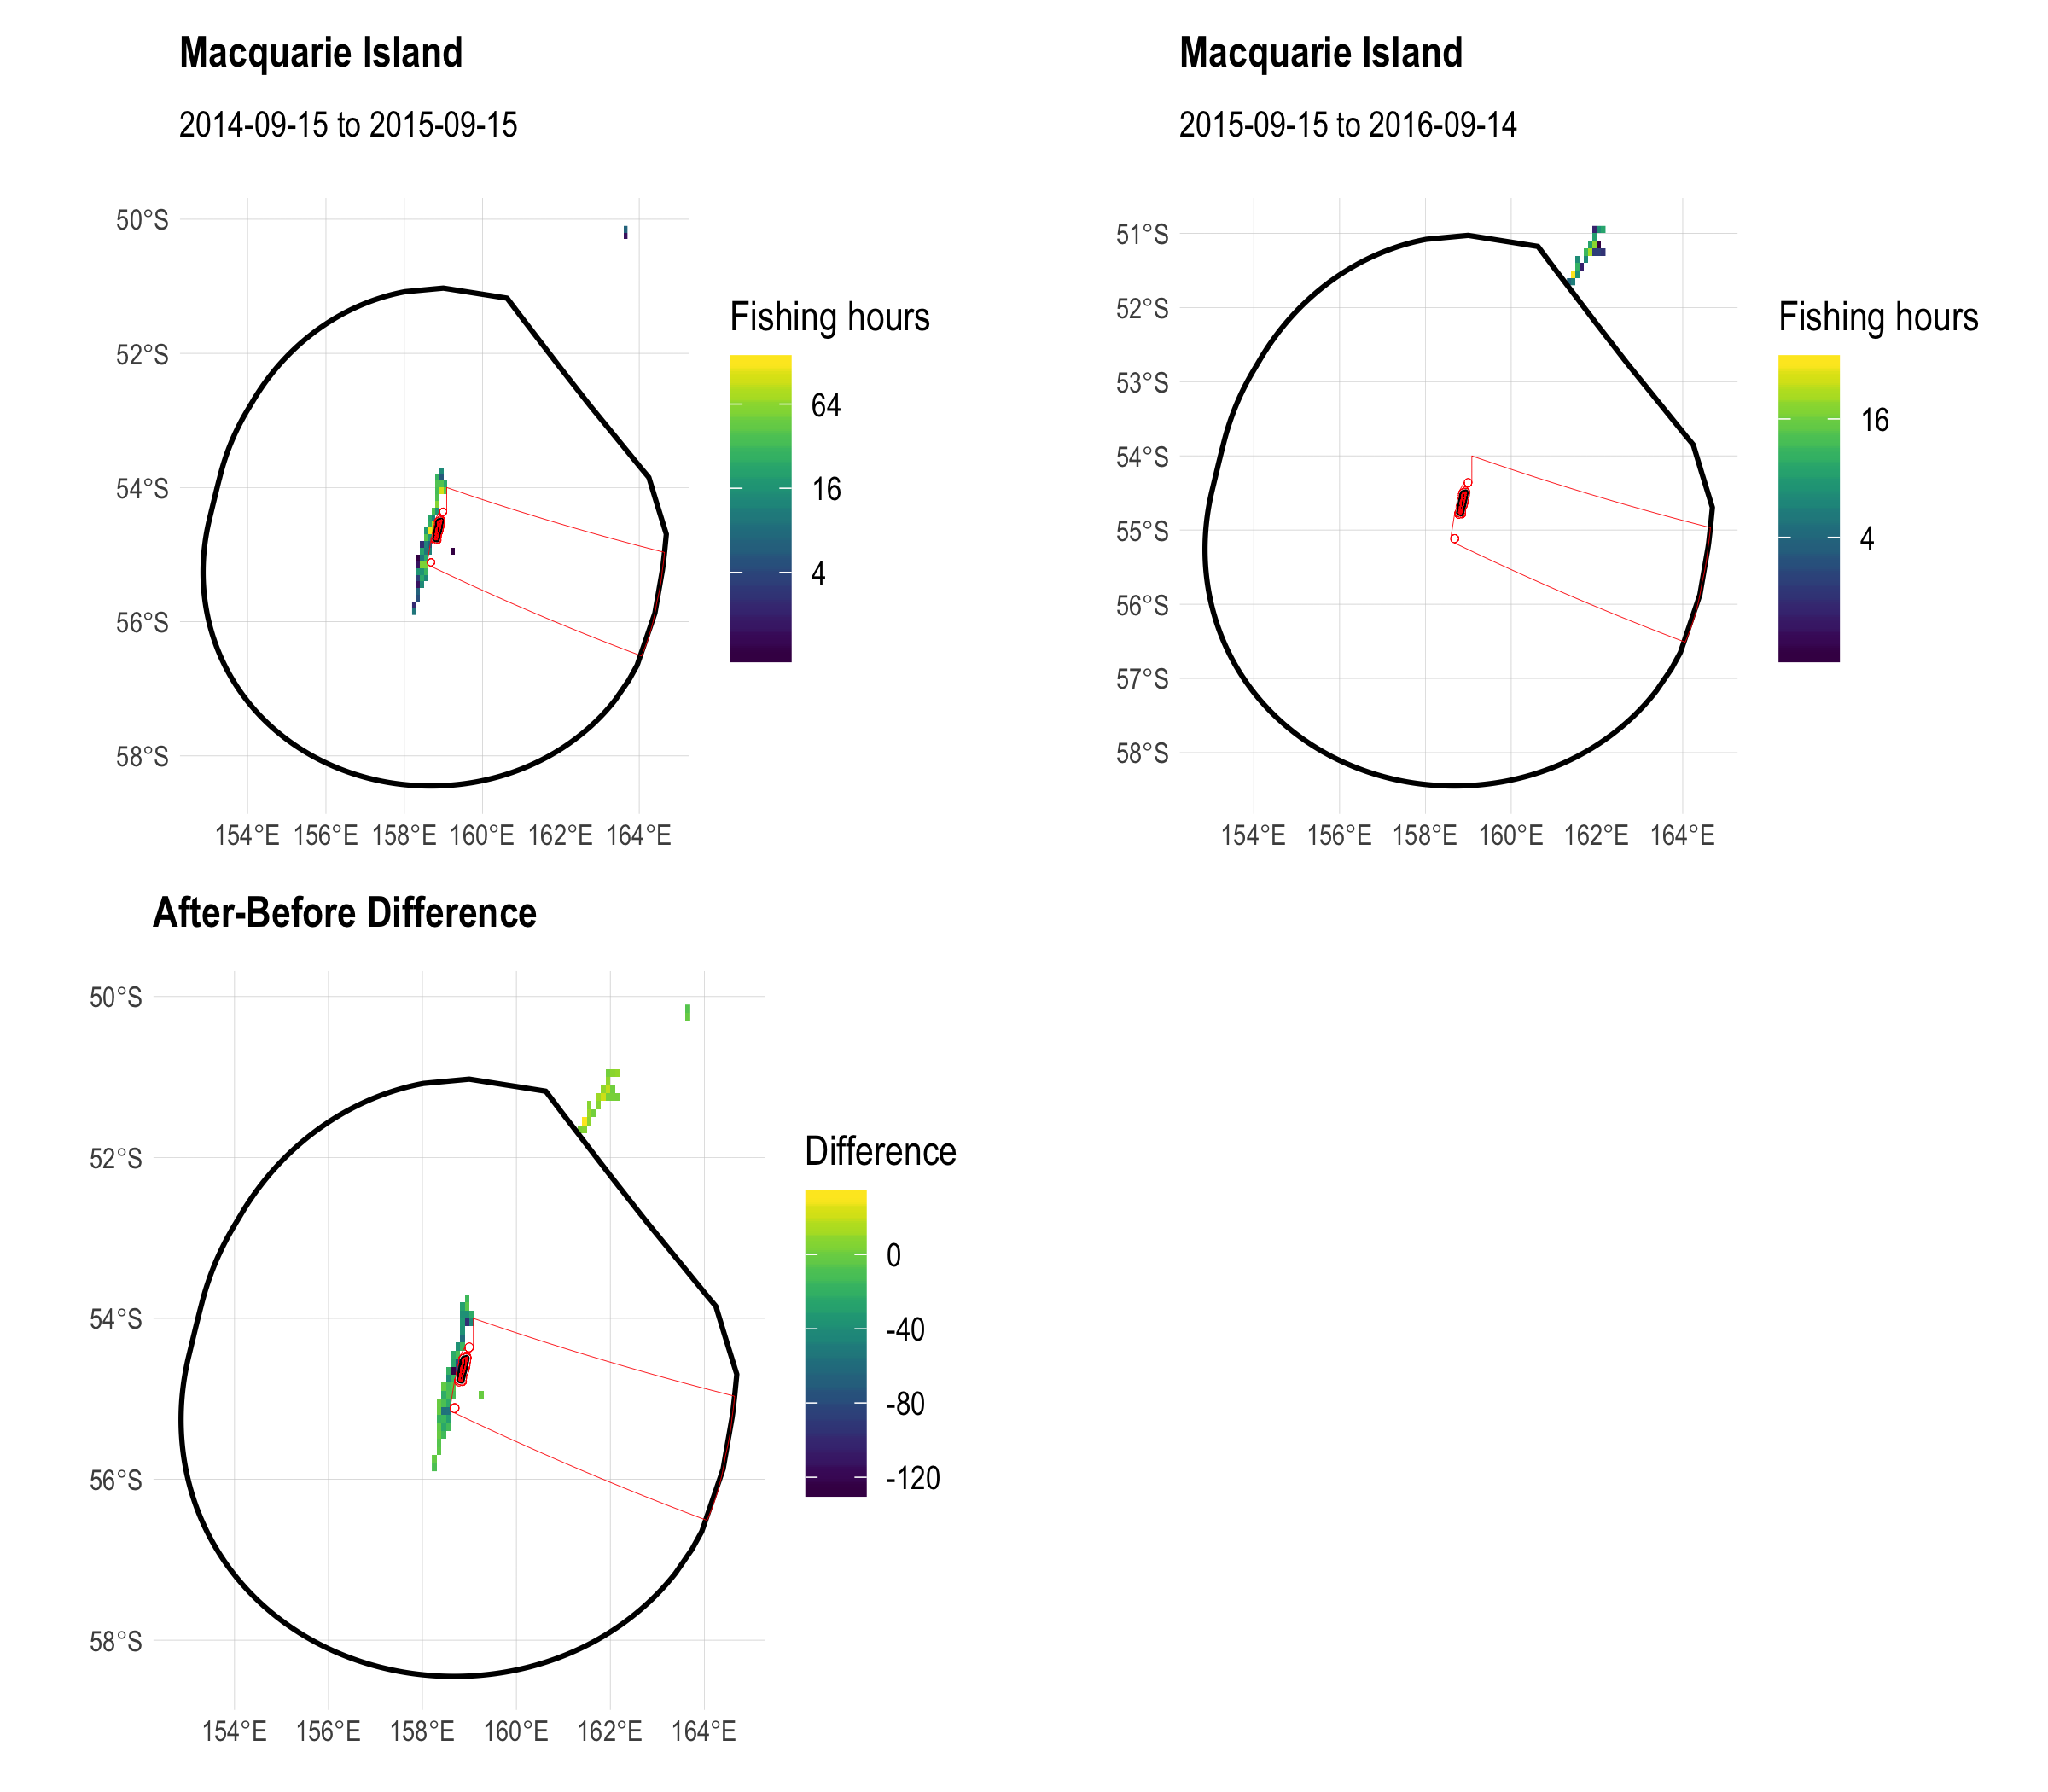 Macquarie Island
2014-09-15 to 2015-09-15
50°S
52°S
54°S
56°S
58°S
154°E 156°E 158°E 160°E 162°E 164°E
Fishing hours
64
16
4
Macquarie Island
2015-09-15 to 2016-09-14
51°S
52°S
53°S
54°S
55°S
56°S
57°S
58°S
154°E 156°E 158°E 160°E 162°E 164°E
Fishing hours
16
4
After-Before Difference
50°S
52°S
54°S
56°S
58°S
154°E 156°E 158°E 160°E 162°E 164°E
Difference
0
-40
-80
-120